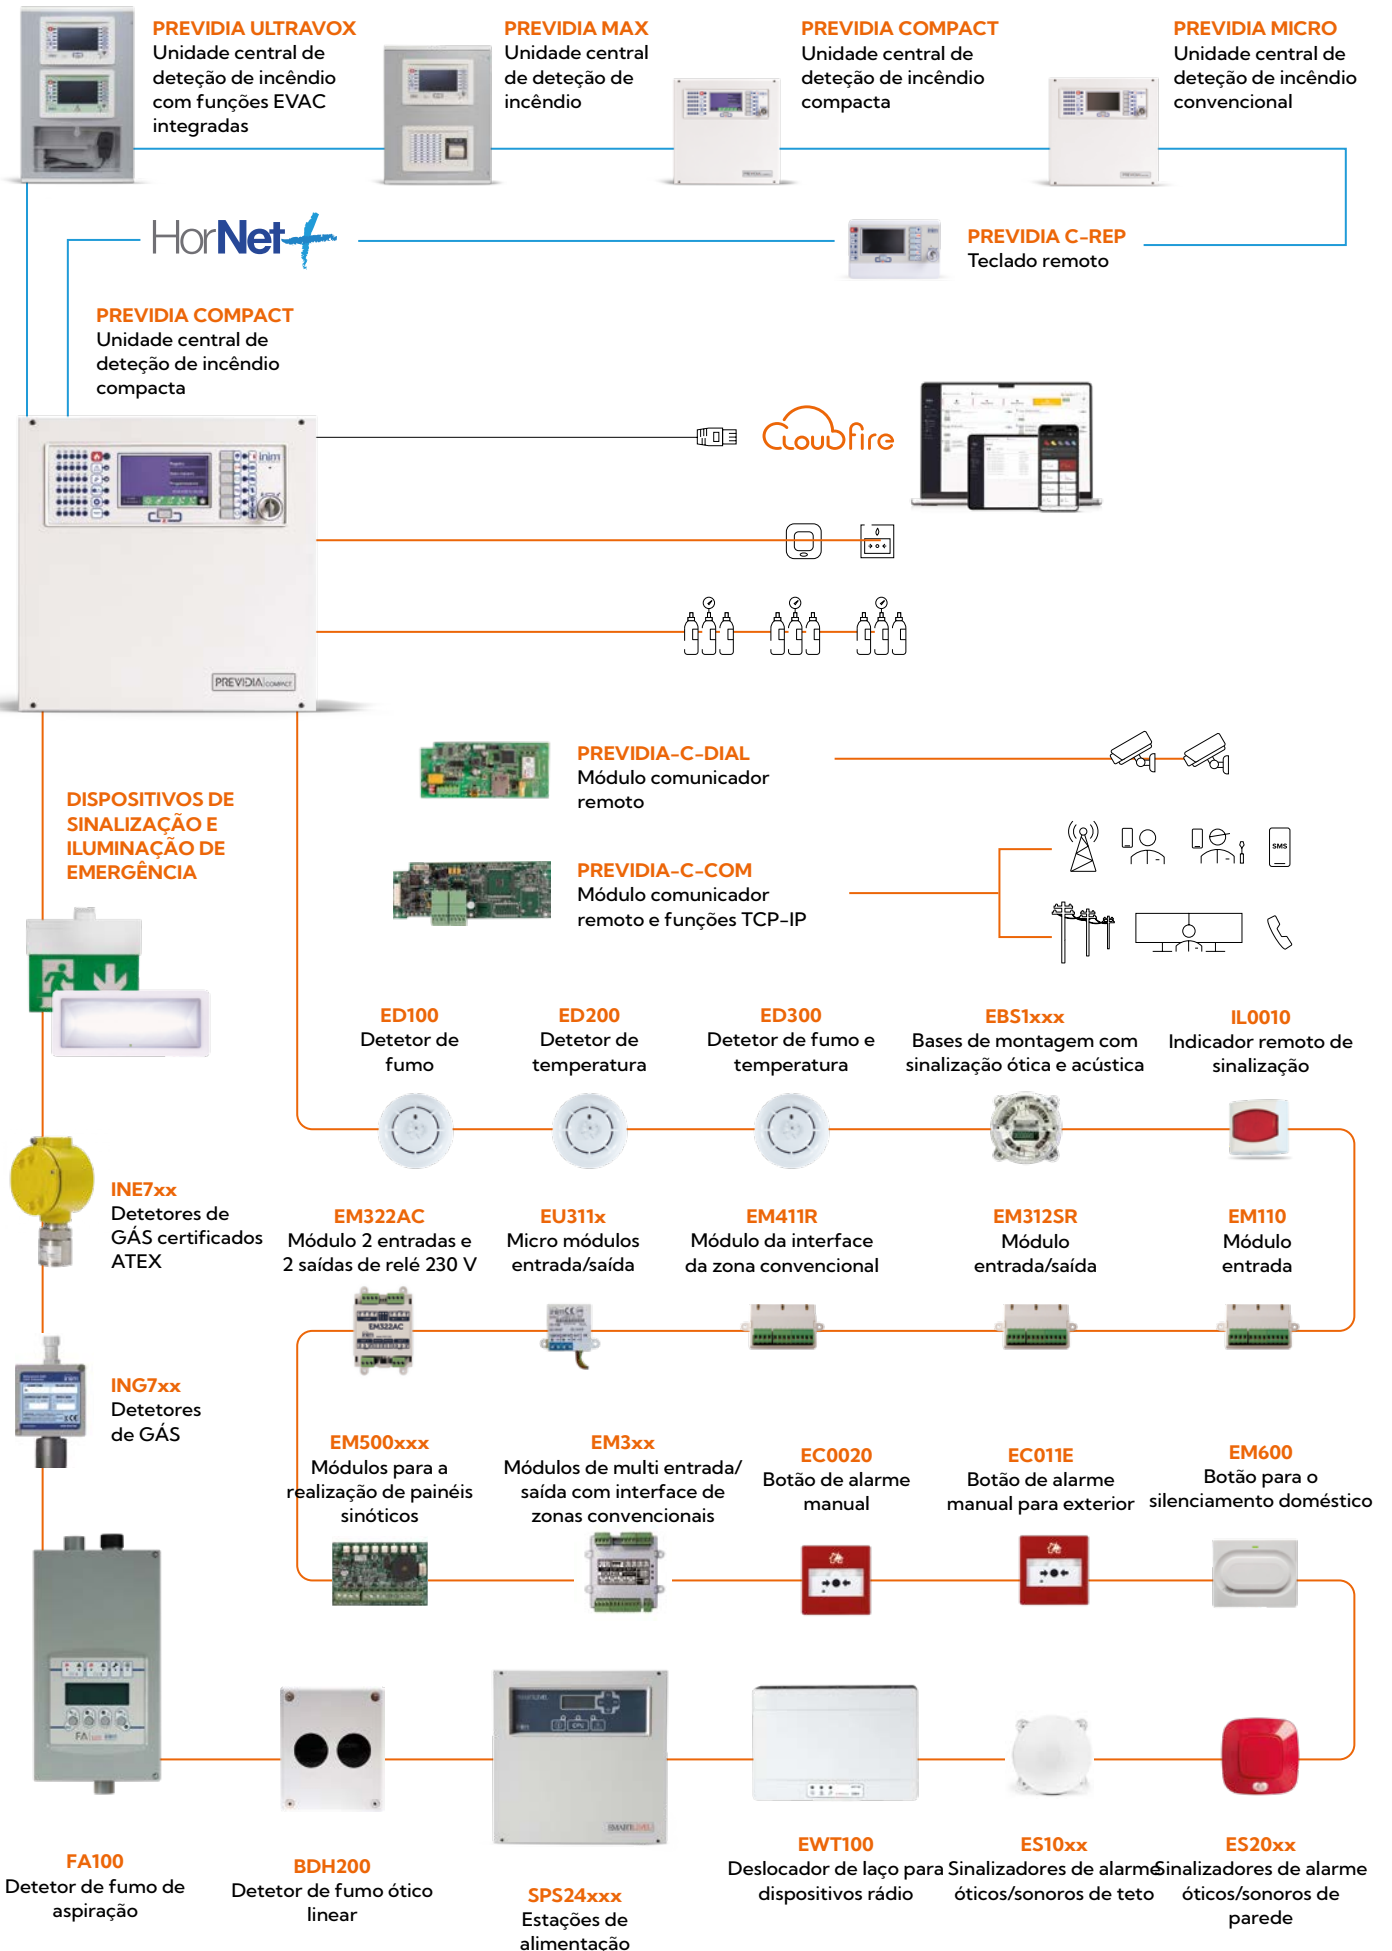 PREVIDIA ULTRAVOX
Unidade central de
deteção de incêndio
com funções EVAC
integradas
PREVIDIA MAX
Unidade central
de deteção de
incêndio
PREVIDIA COMPACT
Unidade central de
deteção de incêndio
compacta
PREVIDIA MICRO
Unidade central de
deteção de incêndio
convencional
HorNet+
PREVIDIA C-REP
Teclado remoto
PREVIDIA COMPACT
Unidade central de
deteção de incêndio
compacta
inim
CLOUDfire
PREVIDIA COMPACT
PREVIDIA-C-DIAL
Módulo comunicador
remoto
DISPOSITIVOS DE
SINALIZAÇÃO E
ILUMINAÇÃO DE
EMERGÊNCIA
SMS
PREVIDIA-C-COM
Módulo comunicador
remoto e funções TCP-IP
ED100
Detetor de
fumo
ED200
Detetor de
temperatura
ED300
Detetor de fumo e
temperatura
EBS1xxx
Bases de montagem com
sinalização ótica e acústica
IL0010
Indicador remoto de
sinalização
INE7xx
Detetores de
GÁS certificados
ATEX
EM322AC
Módulo 2 entradas e
2 saídas de relé 230 V
EU311x
Micro módulos
entrada/saída
EM411R
Módulo da interface
da zona convencional
EM312SR
Módulo
entrada/saída
EM110
Módulo
entrada
EM322AC
inim
ING7xx
Detetores
de GÁS
EM500xxx
Módulos para a
realização de painéis
sinóticos
EM3xx
Módulos de multi entrada/
saída com interface de
zonas convencionais
EC0020
Botão de alarme
manual
EC011E
Botão de alarme
manual para exterior
EM600
Botão para o
silenciamento doméstico
FA
SMARTLEVEL
FA100
Detetor de fumo de
aspiração
BDH200
Detetor de fumo ótico
linear
SPS24xxx
Estações de
alimentação
EWT100
Deslocador de laço para
dispositivos rádio
ES10xx
Sinalizadores de alarme
óticos/sonoros de teto
ES20xx
Sinalizadores de alarme
óticos/sonoros de
parede